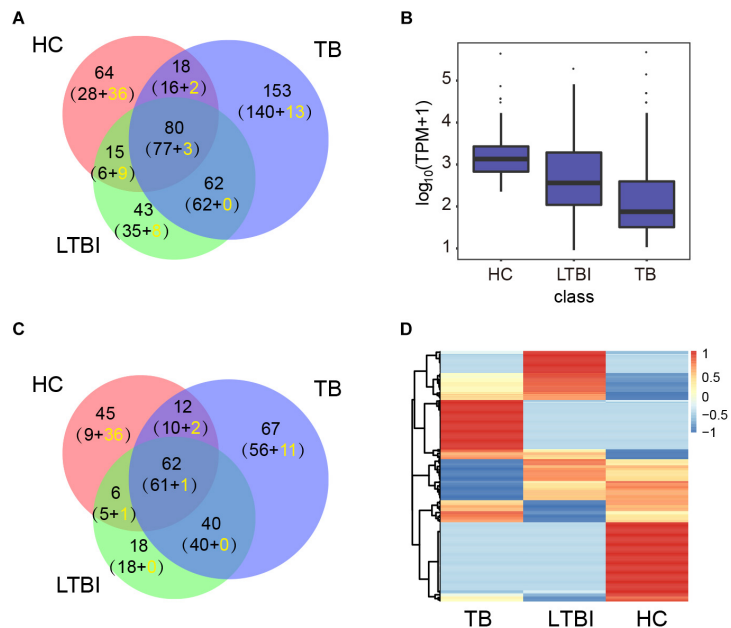 A
HC
TB
64
(28+36)
18
(16+2)
153
(140+13)
80
(77+3)
15
(6+9)
62
(62+0)
43
(35+8)
LTBI
B
log10(TPM+1)
5
4
3
2
1
HC LTBI TB
class
C
HC
TB
45
(9+36)
12
(10+2)
67
(56+11)
62
(61+1)
6
(5+1)
40
(40+0)
18
(18+0)
LTBI
D
1
0.5
0
−0.5
−1
TB LTBI HC